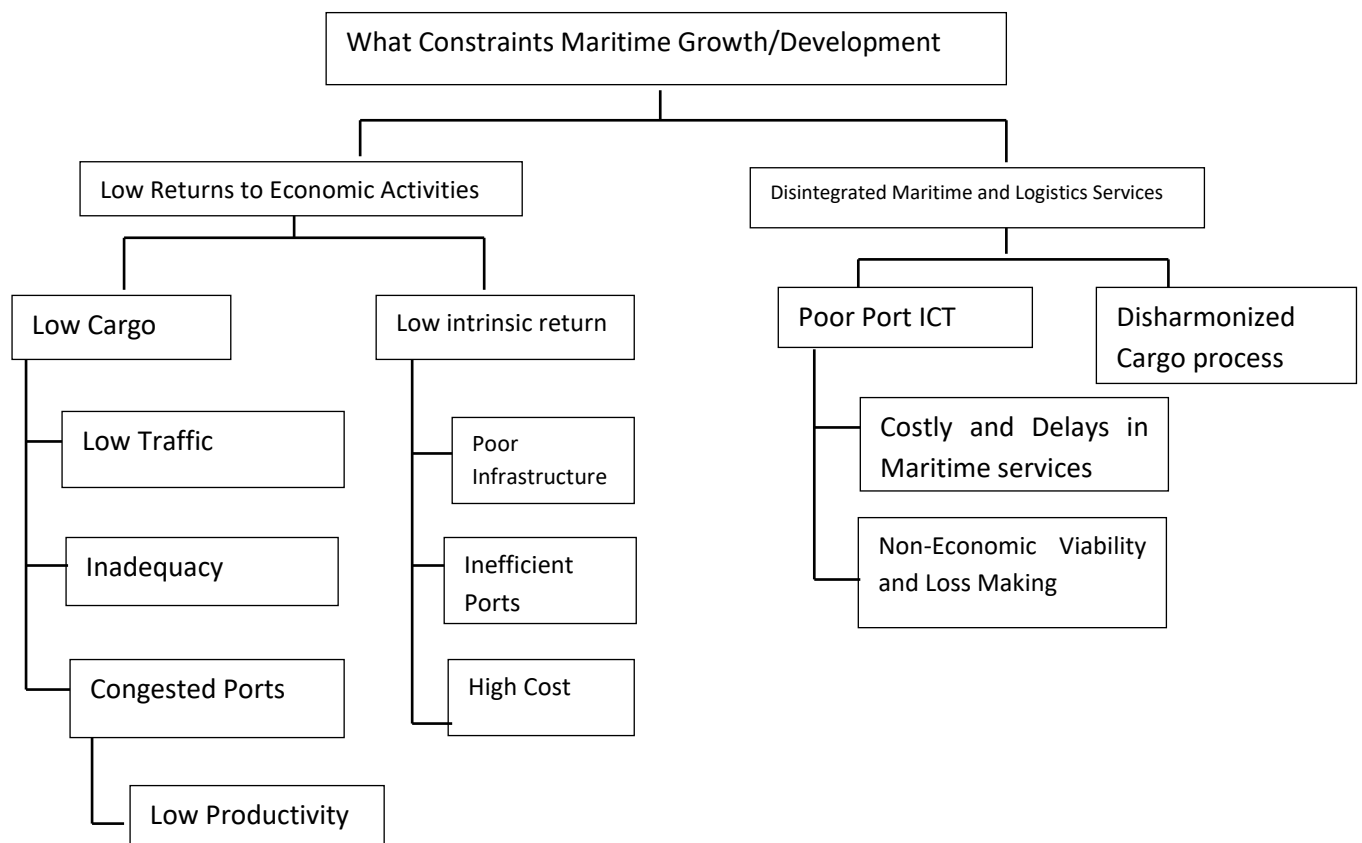 What Constraints Maritime Growth/Development
Low Returns to Economic Activities
Disintegrated Maritime and Logistics Services
Low Cargo
Low intrinsic return
Poor Port ICT
Disharmonized
Cargo process
Low Traffic
Poor
Infrastructure
Costly and Delays in
Maritime services
Inadequacy
Inefficient
Ports
Non-Economic Viability
and Loss Making
Congested Ports
High Cost
Low Productivity